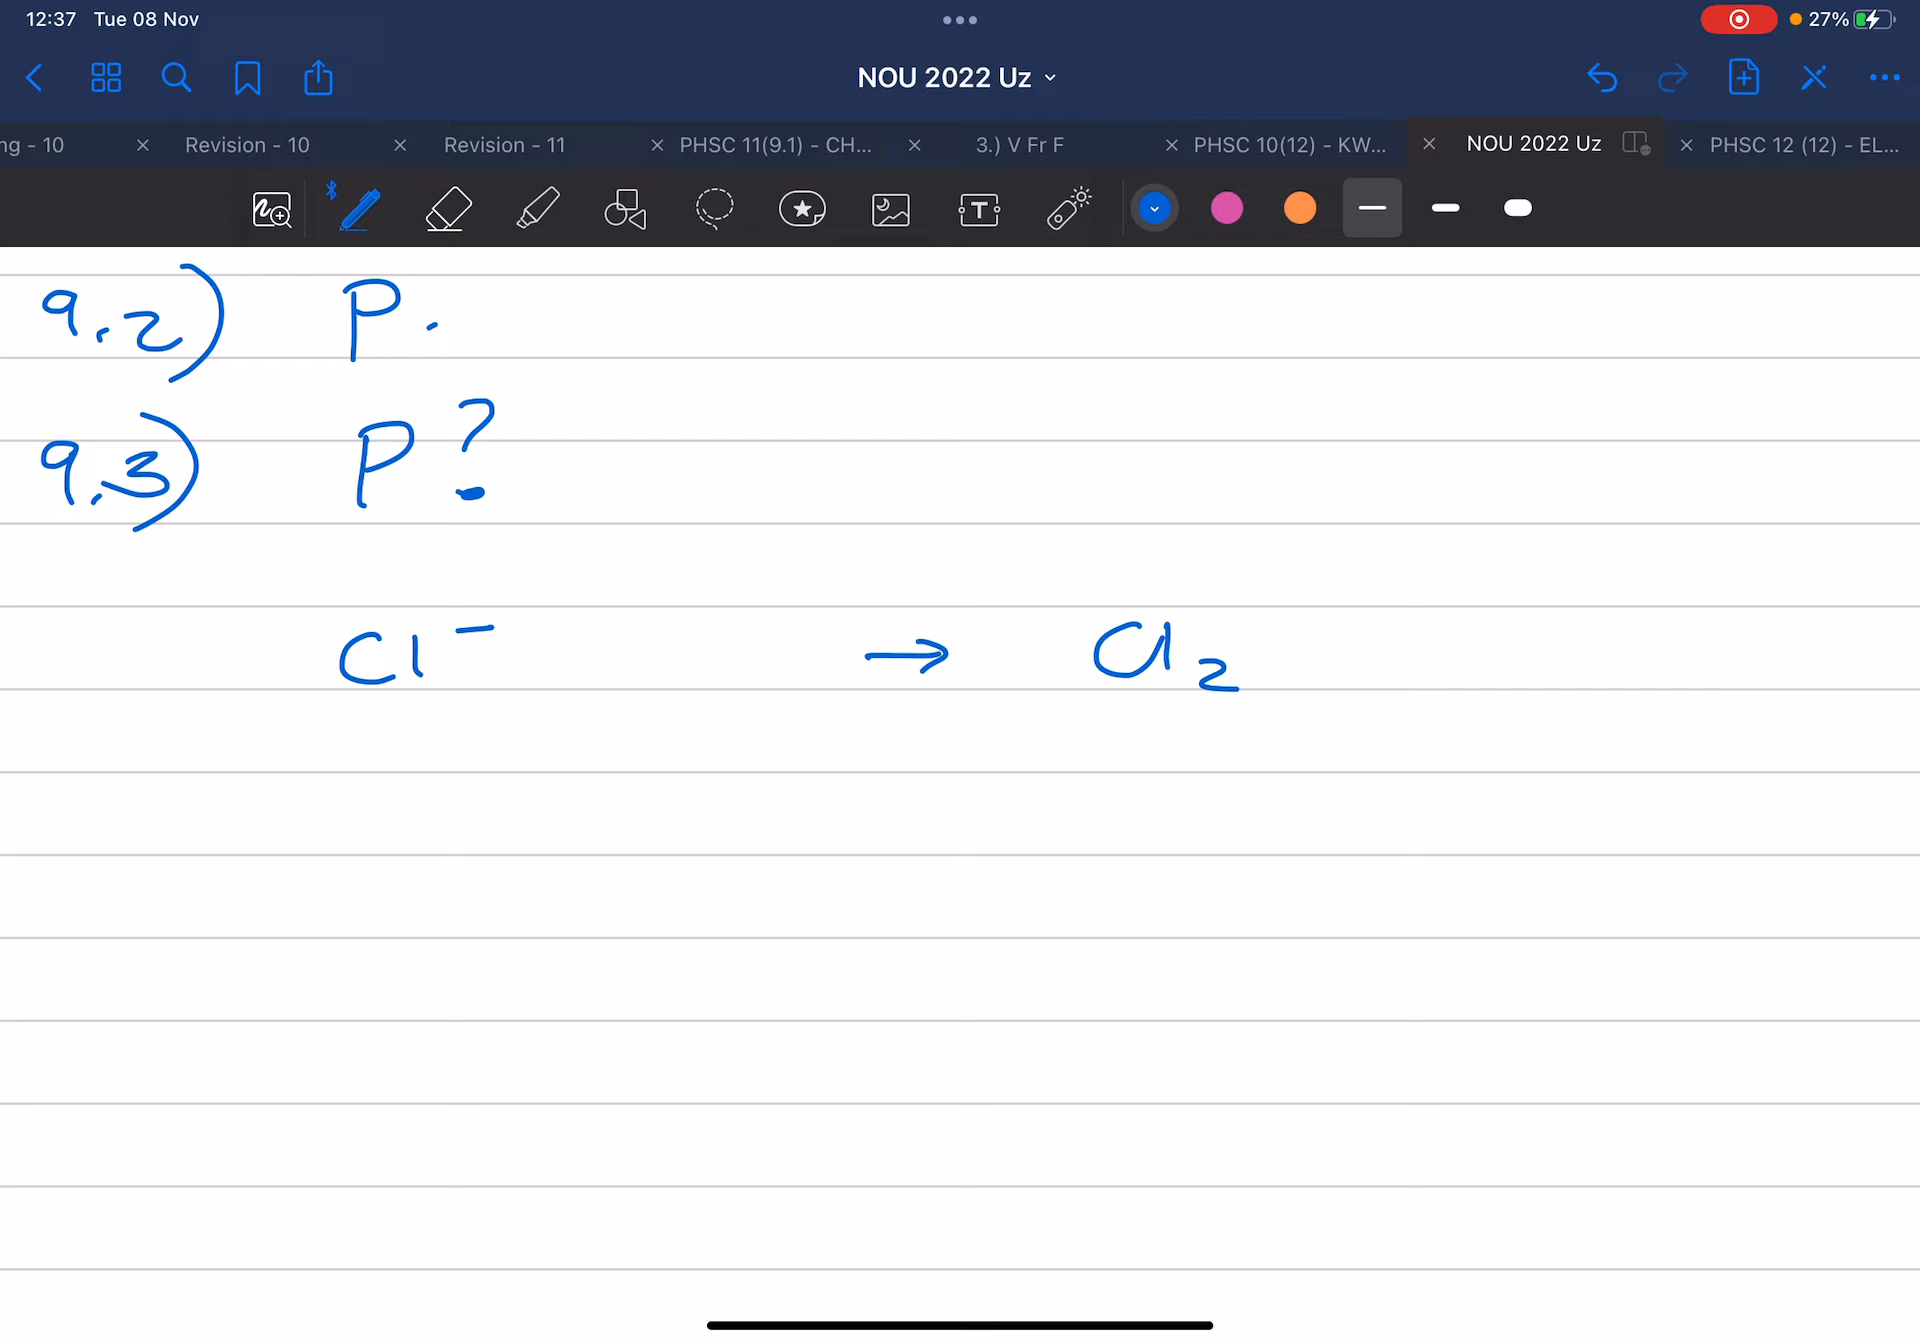 12:37 Tue 08 Nov 27%
NOU 2022 Uz
ng - 10 Revision - 10 Revision - 11 PHSC 11(9.1) - CH... 3.) V Fr F PHSC 10(12) - KW... NOU 2022 Uz PHSC 12 (12) - EL...
T
9.2) P.
9.3) P?
Cl⁻ → Cl₂